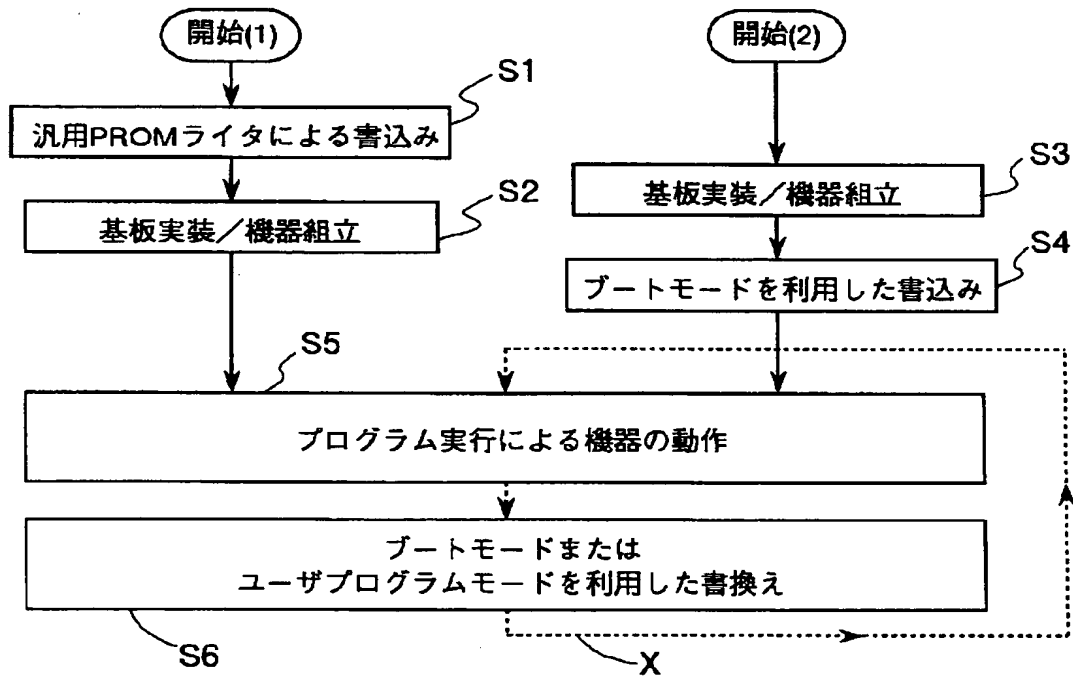 開始(1)
S1
汎用PROMライタによる書込み
S2
基板実装／機器組立
開始(2)
S3
基板実装／機器組立
S4
ブートモードを利用した書込み
S5
プログラム実行による機器の動作
ブートモードまたは
ユーザプログラムモードを利用した書換え
S6
X